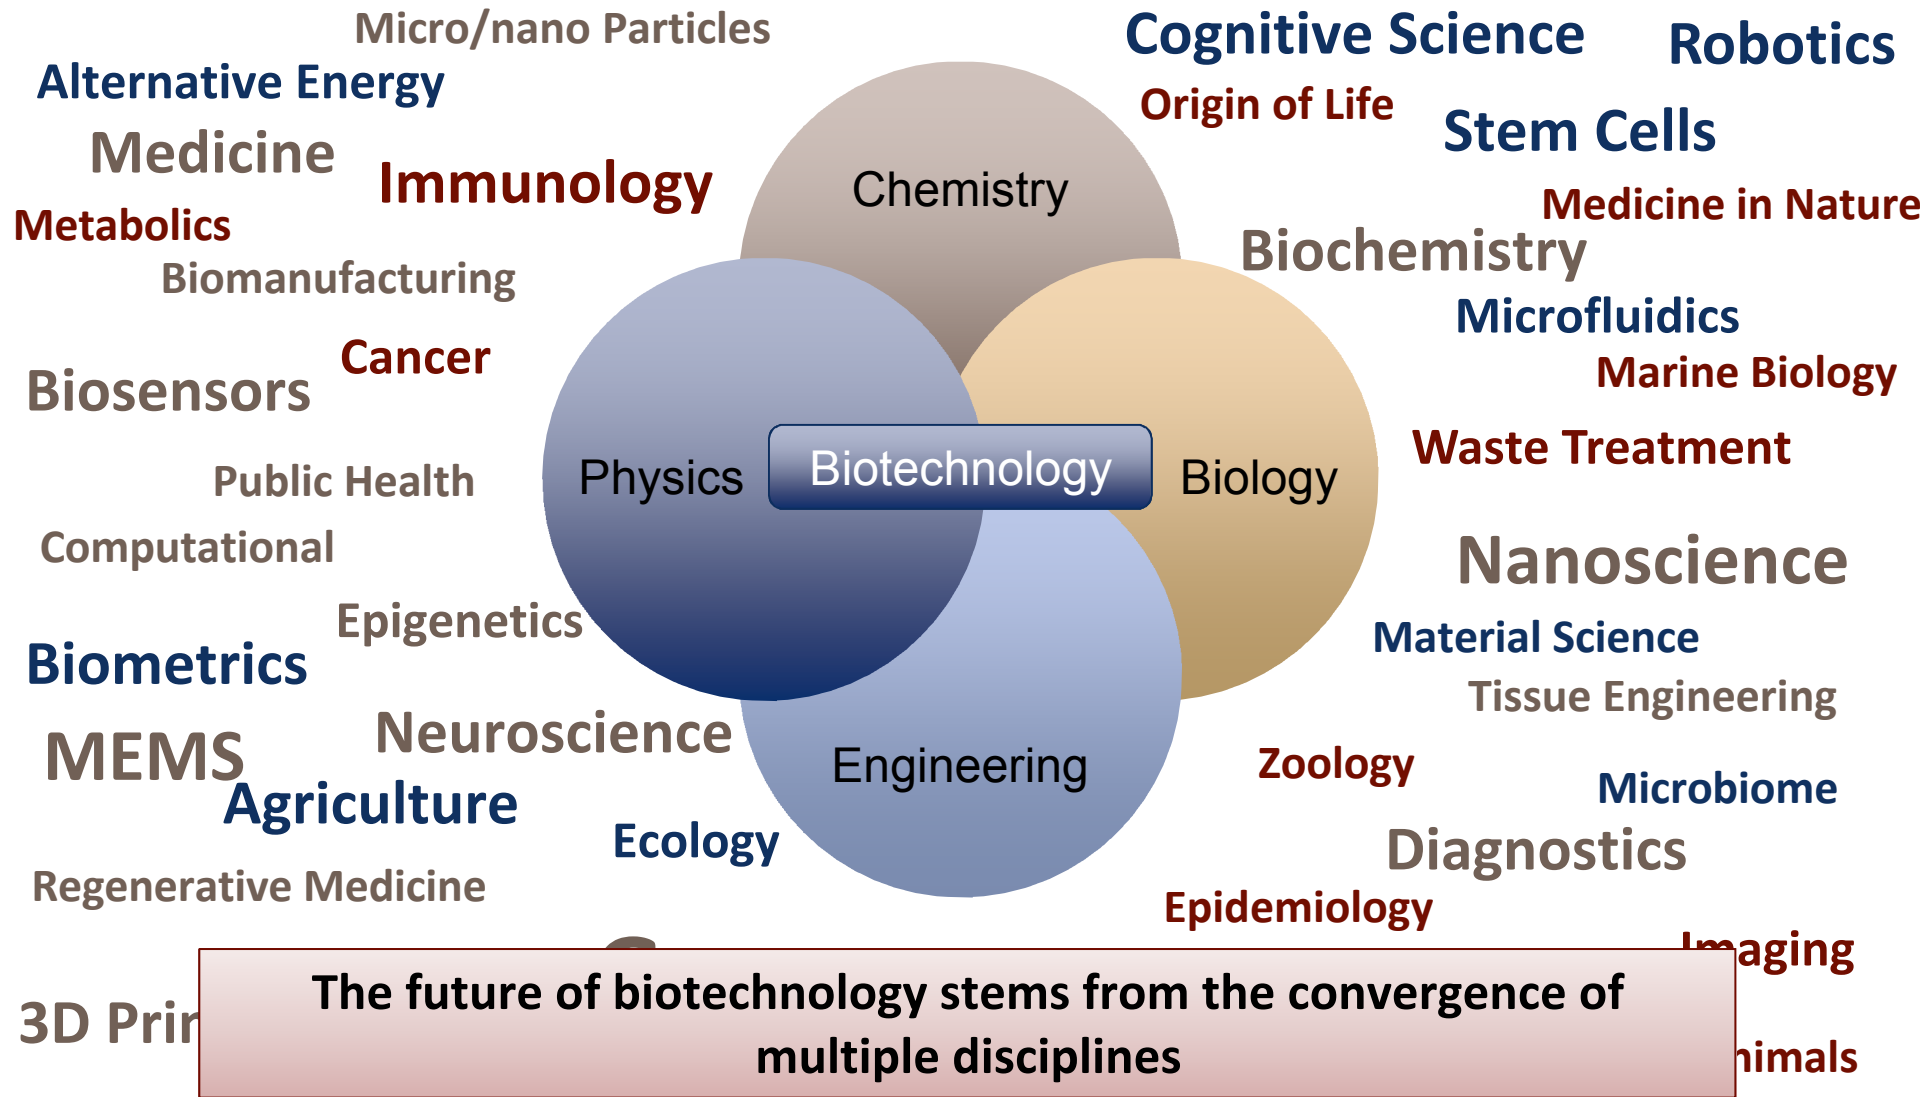 Micro/nano Particles
Cognitive Science
Robotics
Alternative Energy
Origin of Life
Stem Cells
Medicine
Immunology
Chemistry
Medicine in Nature
Metabolics
Biochemistry
Biomanufacturing
Microfluidics
Cancer
Marine Biology
Biosensors
Waste Treatment
Public Health
Physics
Biotechnology
Biology
Computational
Nanoscience
Epigenetics
Material Science
Biometrics
Tissue Engineering
Neuroscience
MEMS
Engineering
Zoology
Microbiome
Agriculture
Ecology
Diagnostics
Regenerative Medicine
Epidemiology
Imaging
The future of biotechnology stems from the convergence of
3D
multiple disciplines